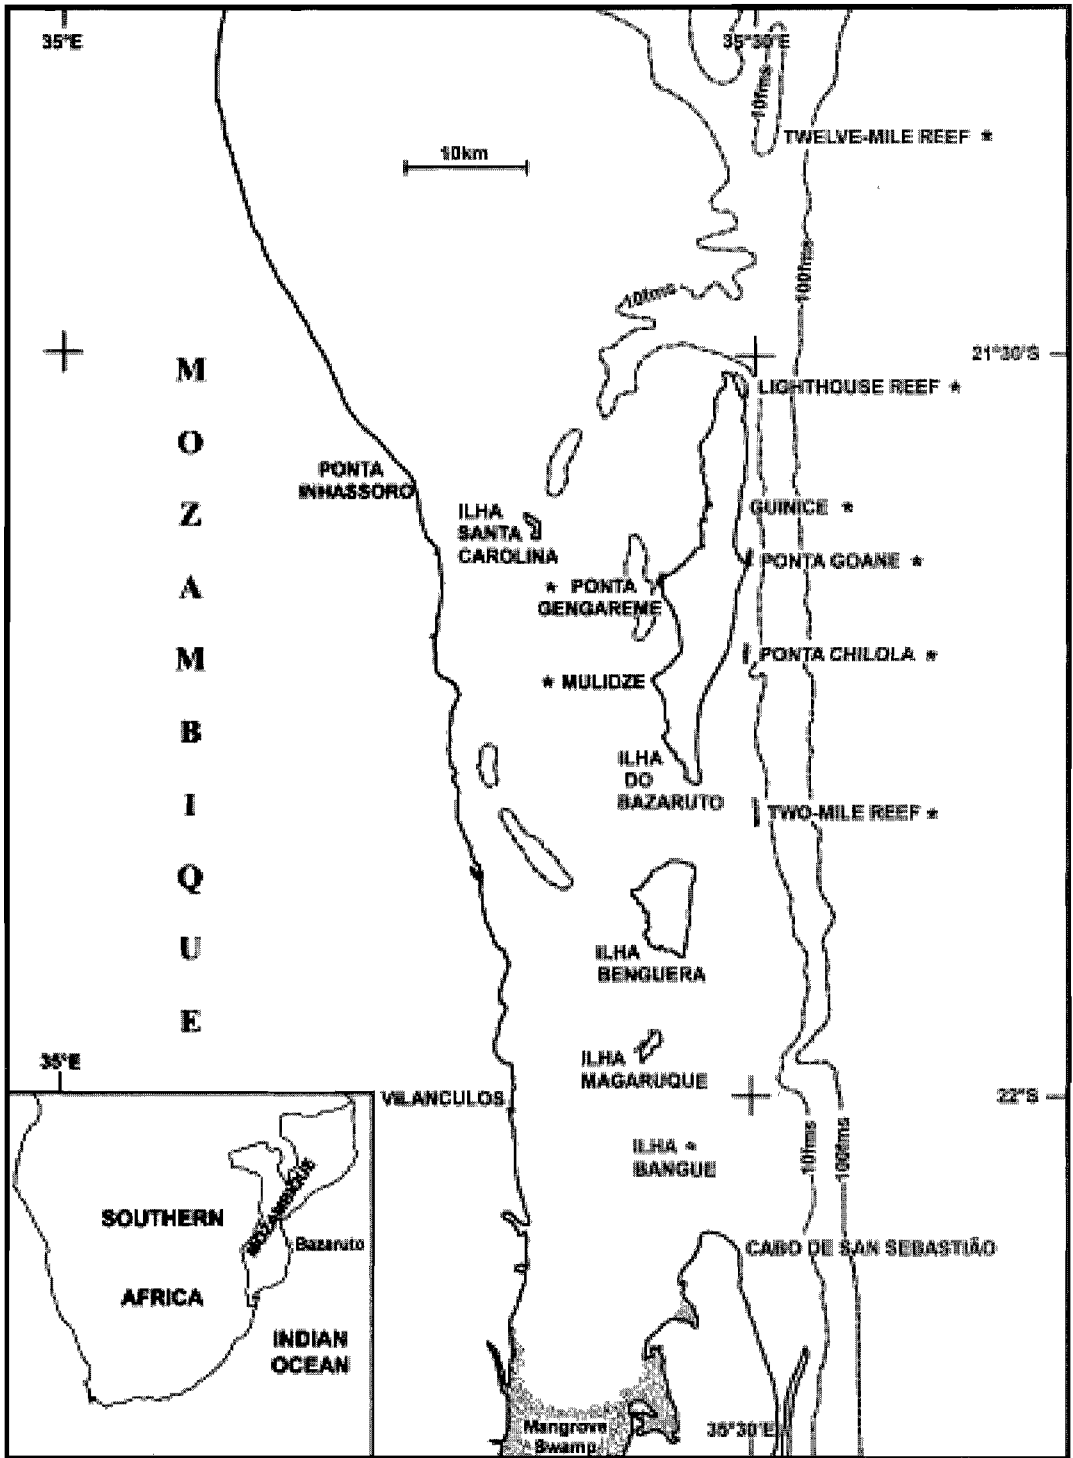 35°E
35°30'E
10fms
TWELVE-MILE REEF *
10km
100fms
10fms
21°30'S
MOZAMBIQUE
LIGHTHOUSE REEF *
PONTA
INHASSORO
ILHA
SANTA
CAROLINA
GUINICE *
PONTA GOANE *
* PONTA
GENGAREME
PONTA CHILOLA *
* MULIDZE
ILHA
DO
BAZARUTO
TWO-MILE REEF *
ILHA
BENGUERA
ILHA
MAGARUQUE
35°E
VILANCULOS
22°S
10fms
100fms
ILHA *
BANGUE
SOUTHERN
AFRICA
MOZAMBIQUE
Bazaruto
INDIAN
OCEAN
CABO DE SAN SEBASTIÃO
Mangrove
Swamp
35°30'E